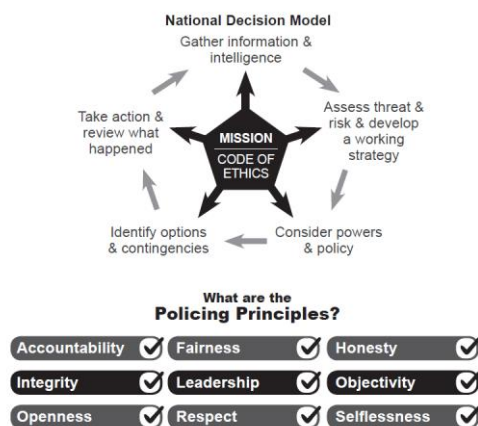 National Decision Model
Gather information &
intelligence
Assess threat &
risk & develop
a working
strategy
Consider powers
& policy
Identify options
& contingencies
Take action &
review what
happened
MISSION
CODE OF
ETHICS
What are the
Policing Principles?
Accountability
Fairness
Honesty
Integrity
Leadership
Objectivity
Openness
Respect
Selflessness